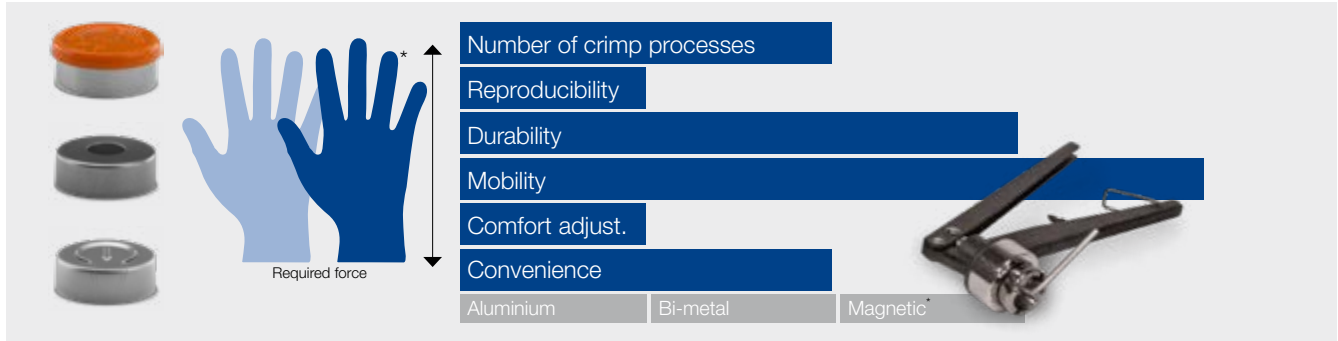 *
Number of crimp processes
Reproducibility
Durability
Mobility
Comfort adjust.
Convenience
Required force
Aluminium
Bi-metal
Magnetic*